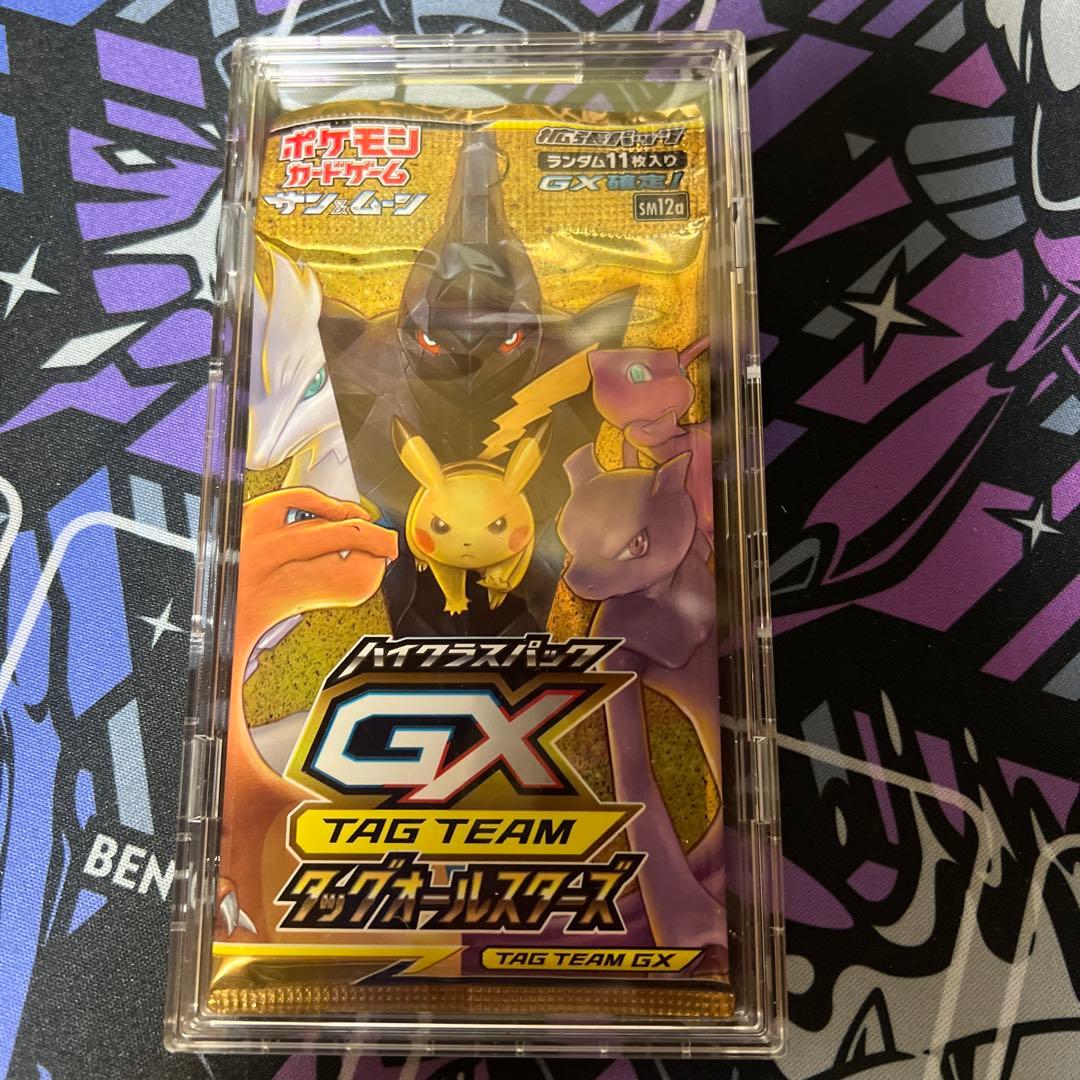 ポケモン
カードゲーム
サン&ムーン
拡張パック
ランダム11枚入り
GX確定!
SM12a
ハイクラスパック
GX
TAG TEAM
タッグオールスターズ
TAG TEAM GX
BEN